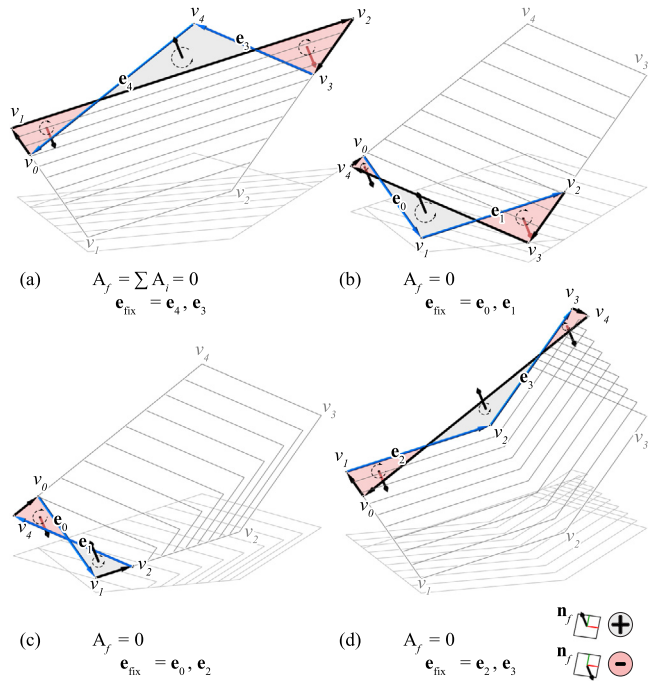 v4
v2
e3
e4
v3
v1
v0
v2
v1
(a) Af = ∑ Ai = 0
efix = e4 , e3
v4
v3
v0
v4
v2
e0
e1
v1
v3
(b) Af = 0
efix = e0 , e1
v4
v3
v0
e0
v4
e1
v2
v2
v1
(c) Af = 0
efix = e0 , e2
v3
v4
e3
v2
v3
v1
e2
v0
v2
v1
(d) Af = 0
efix = e2 , e3
nf +
nf -